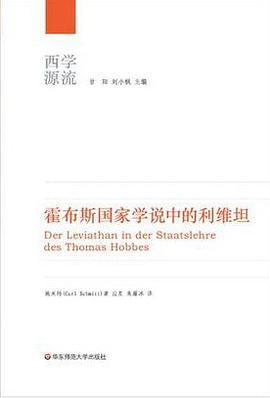 西学
源流
甘 阳 刘小枫 主编
霍布斯国家学说中的利维坦
Der Leviathan in der Staatslehre
des Thomas Hobbes
施米特(Carl Schmitt)著 应星 朱雁冰 译
华东师范大学出版社